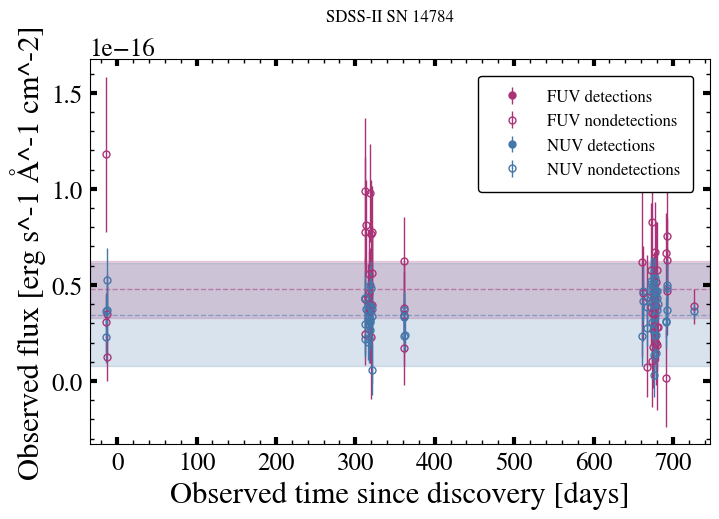 SDSS-II SN 14784
1e−16
Observed flux [erg s^-1 Å^-1 cm^-2]
1.5
1.0
0.5
0.0
FUV detections
FUV nondetections
NUV detections
NUV nondetections
0 100 200 300 400 500 600 700
Observed time since discovery [days]